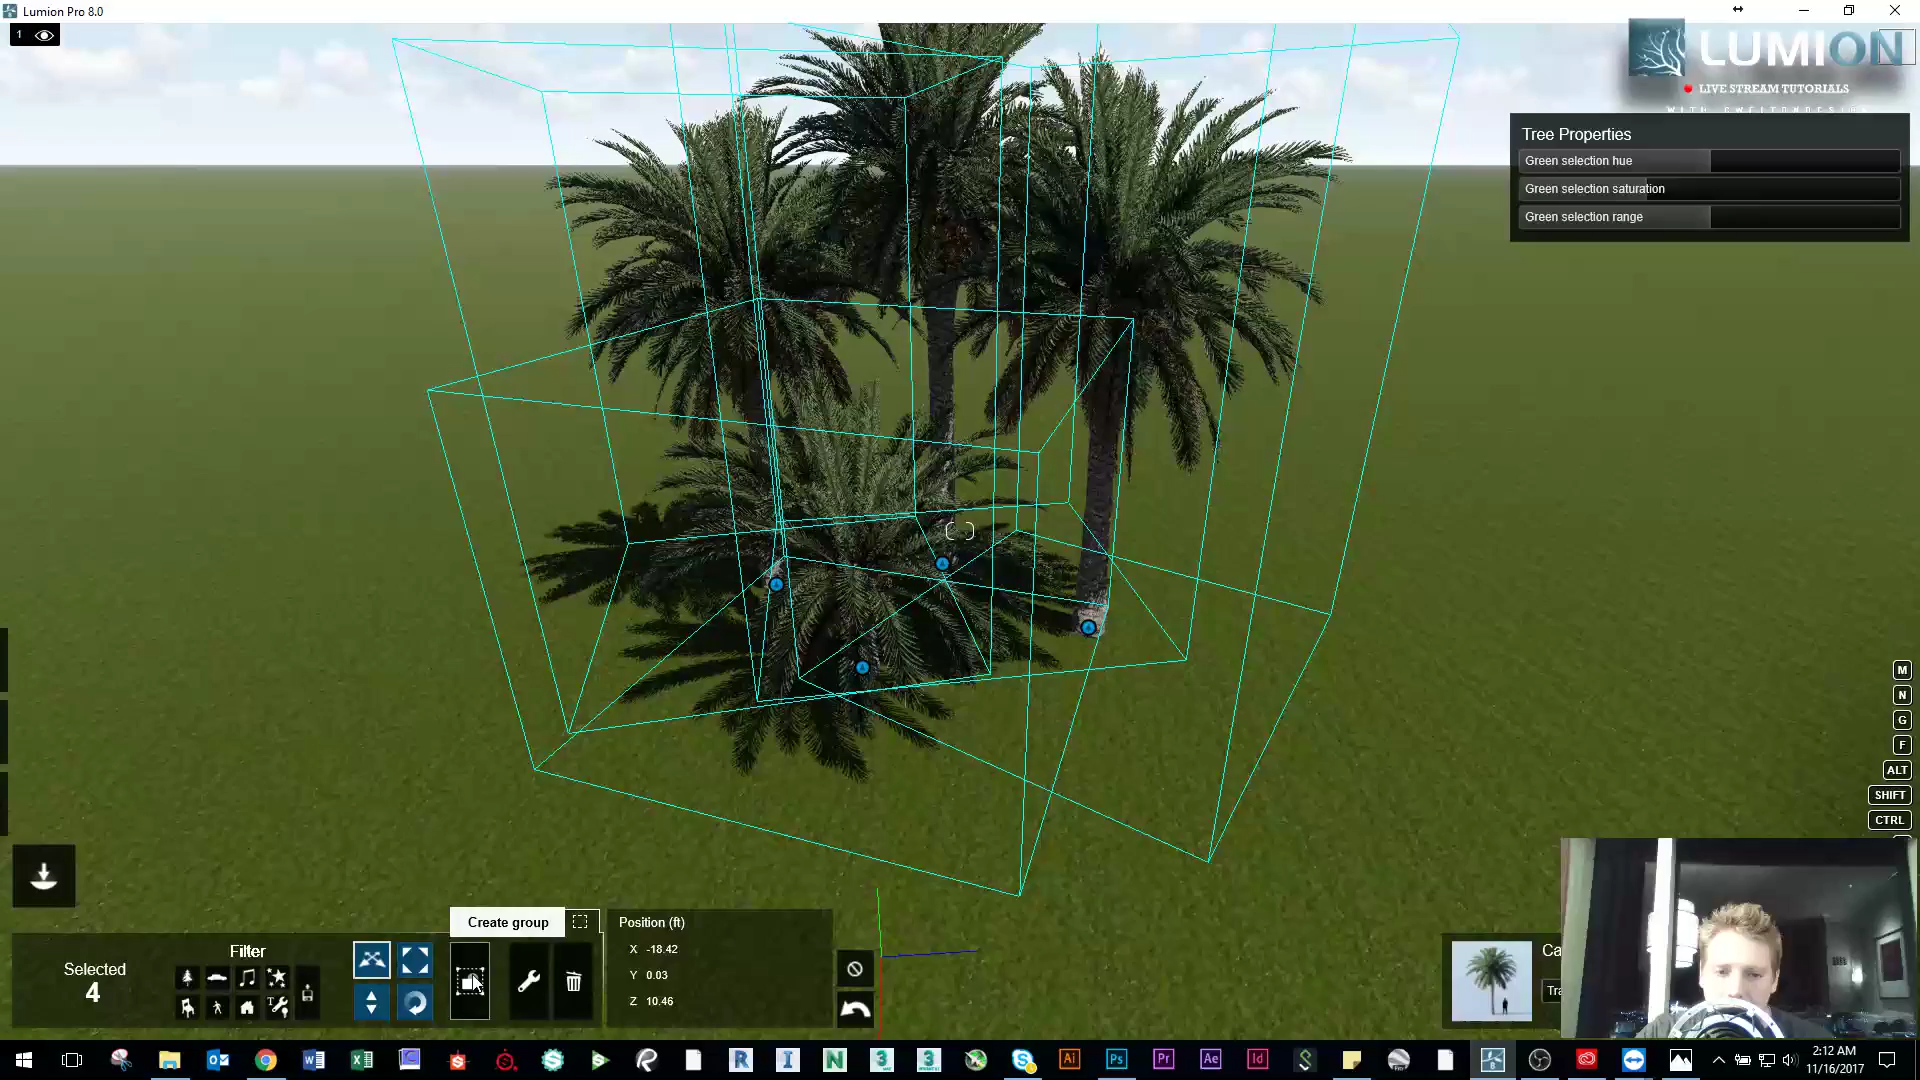 Lumion Pro 8.0
1
LUMION
LIVE STREAM TUTORIALS
Tree Properties
Green selection hue
Green selection saturation
Green selection range
M
N
G
F
ALT
SHIFT
CTRL
Create group
Position (ft)
X -18.42
Y 0.03
Z 10.46
Filter
Selected
4
Ca
Tra
2:12 AM
11/16/2017